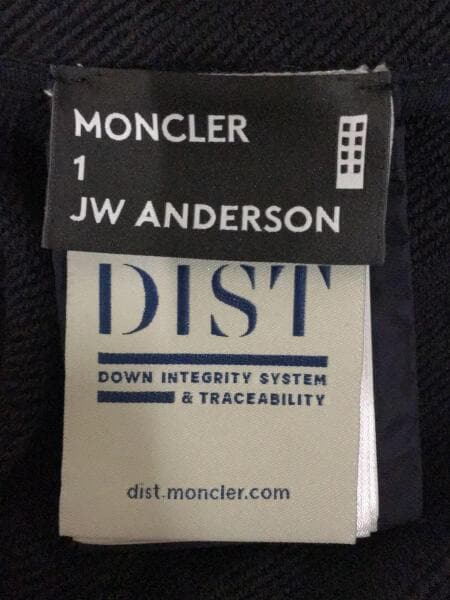 MONCLER
1
JW ANDERSON
DIST
DOWN INTEGRITY SYSTEM
& TRACEABILITY
dist.moncler.com